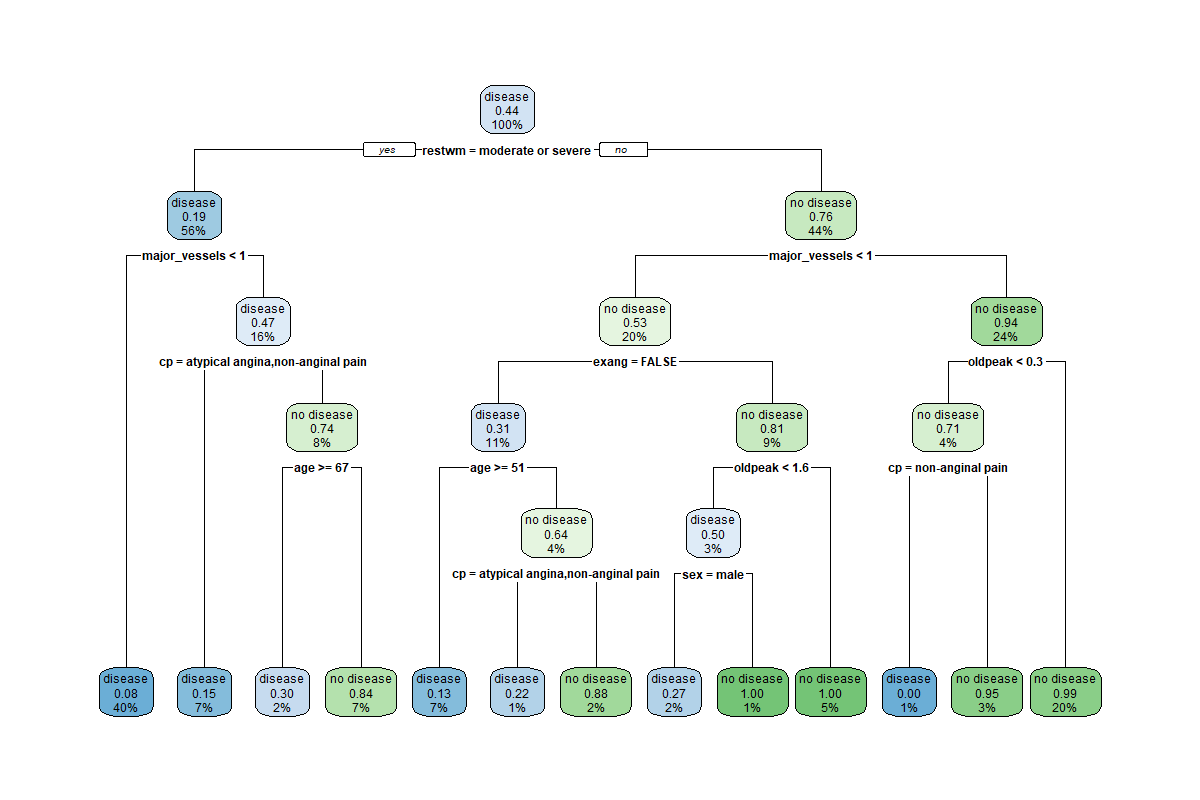 disease
0.44
100%
yes restwm = moderate or severe no
disease
0.19
56%
no disease
0.76
44%
major_vessels < 1
major_vessels < 1
disease
0.47
16%
no disease
0.53
20%
no disease
0.94
24%
cp = atypical angina,non-anginal pain
exang = FALSE
oldpeak < 0.3
no disease
0.74
8%
disease
0.31
11%
no disease
0.81
9%
no disease
0.71
4%
age >= 67
age >= 51
oldpeak < 1.6
cp = non-anginal pain
no disease
0.64
4%
disease
0.50
3%
cp = atypical angina,non-anginal pain
sex = male
disease
0.08
40%
disease
0.15
7%
disease
0.30
2%
no disease
0.84
7%
disease
0.13
7%
disease
0.22
1%
no disease
0.88
2%
disease
0.27
2%
no disease
1.00
1%
no disease
1.00
5%
disease
0.00
1%
no disease
0.95
3%
no disease
0.99
20%